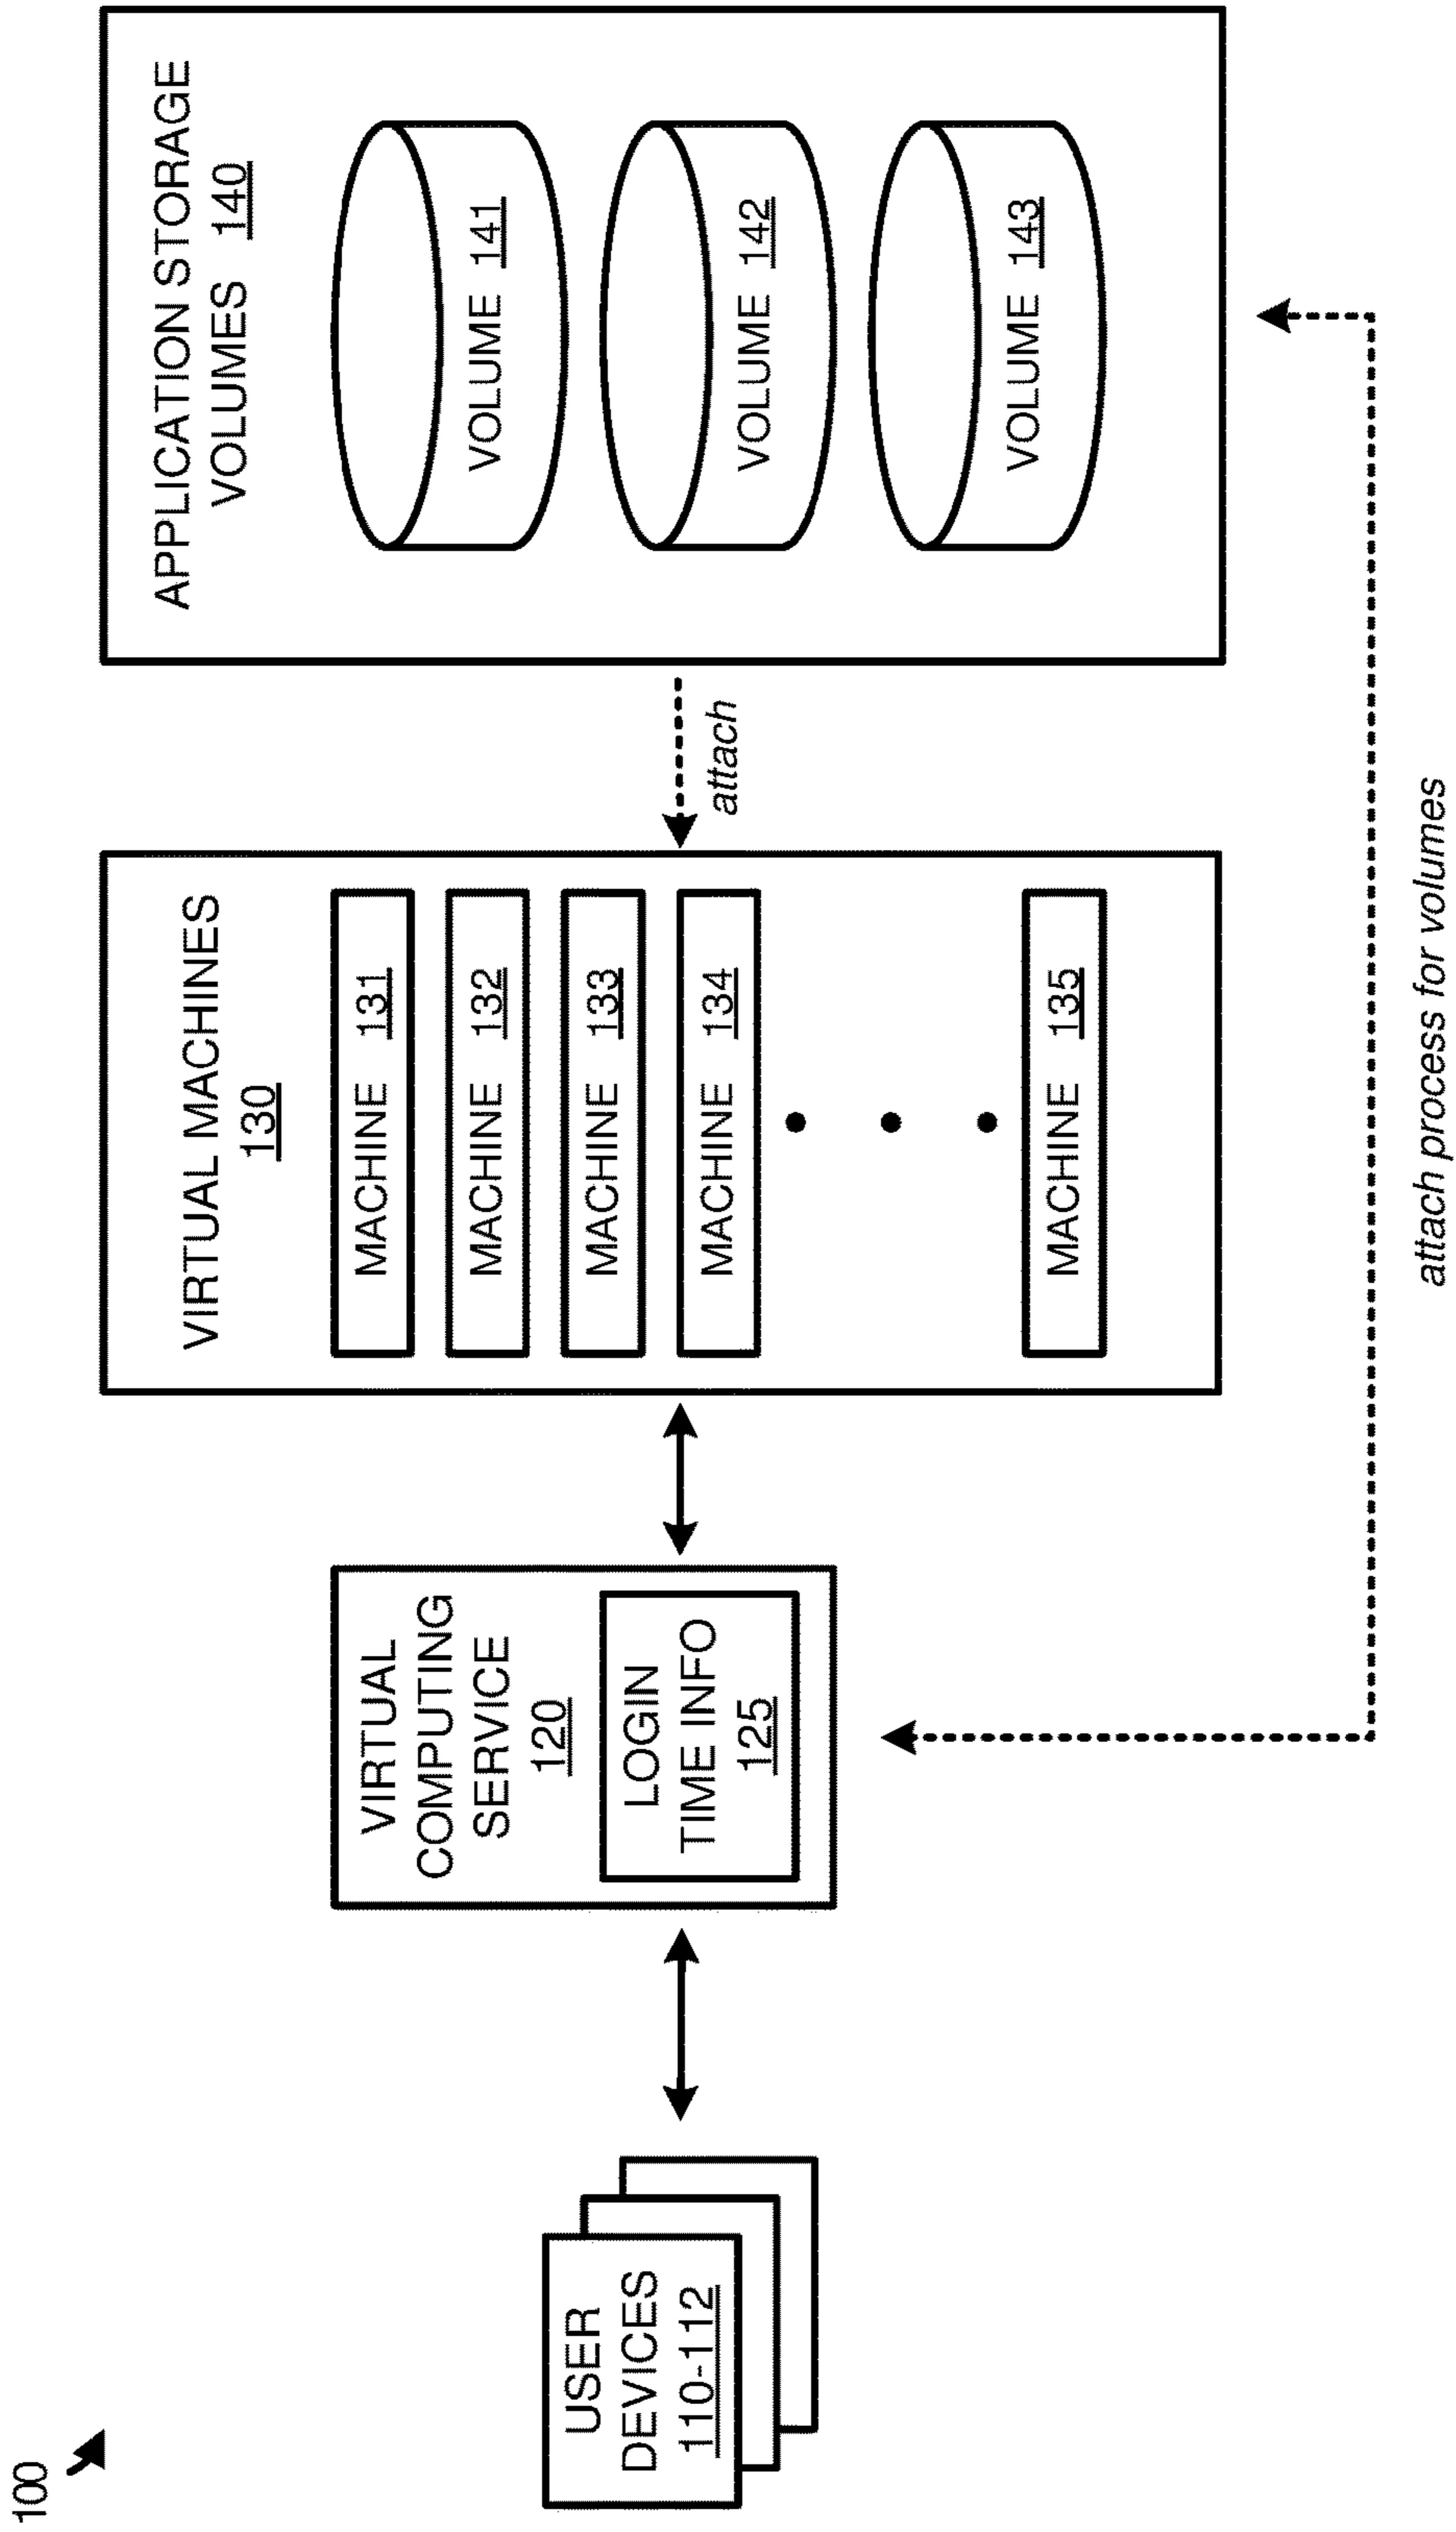 100
USER
DEVICES
110-112
VIRTUAL
COMPUTING
SERVICE
120
LOGIN
TIME INFO
125
VIRTUAL MACHINES
130
MACHINE 131
MACHINE 132
MACHINE 133
MACHINE 134
MACHINE 135
attach
APPLICATION STORAGE
VOLUMES 140
VOLUME 141
VOLUME 142
VOLUME 143
attach process for volumes